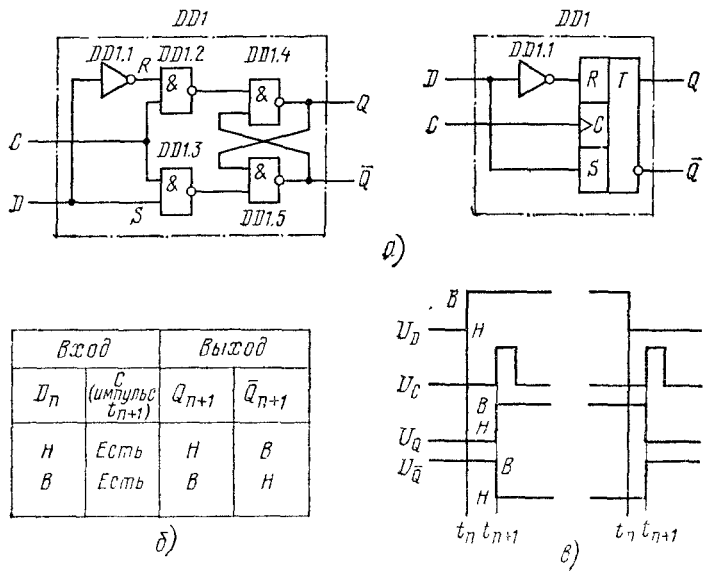 DD1
DD1.1
R
DD1.2
DD1.4
&
&
Q
C
DD1.3
&
&
Q̅
D
S
DD1.5
DD1
DD1.1
D
R
T
Q
C
C
S
Q̅
а)
Вход
Выход
Dn
C (импульс tn+1)
Qn+1
Q̅n+1
Н
Есть
Н
В
В
Есть
В
Н
б)
В
UD
Н
UC
В
Н
UQ
UQ̅
В
Н
tn tn+1
tn tn+1
в)